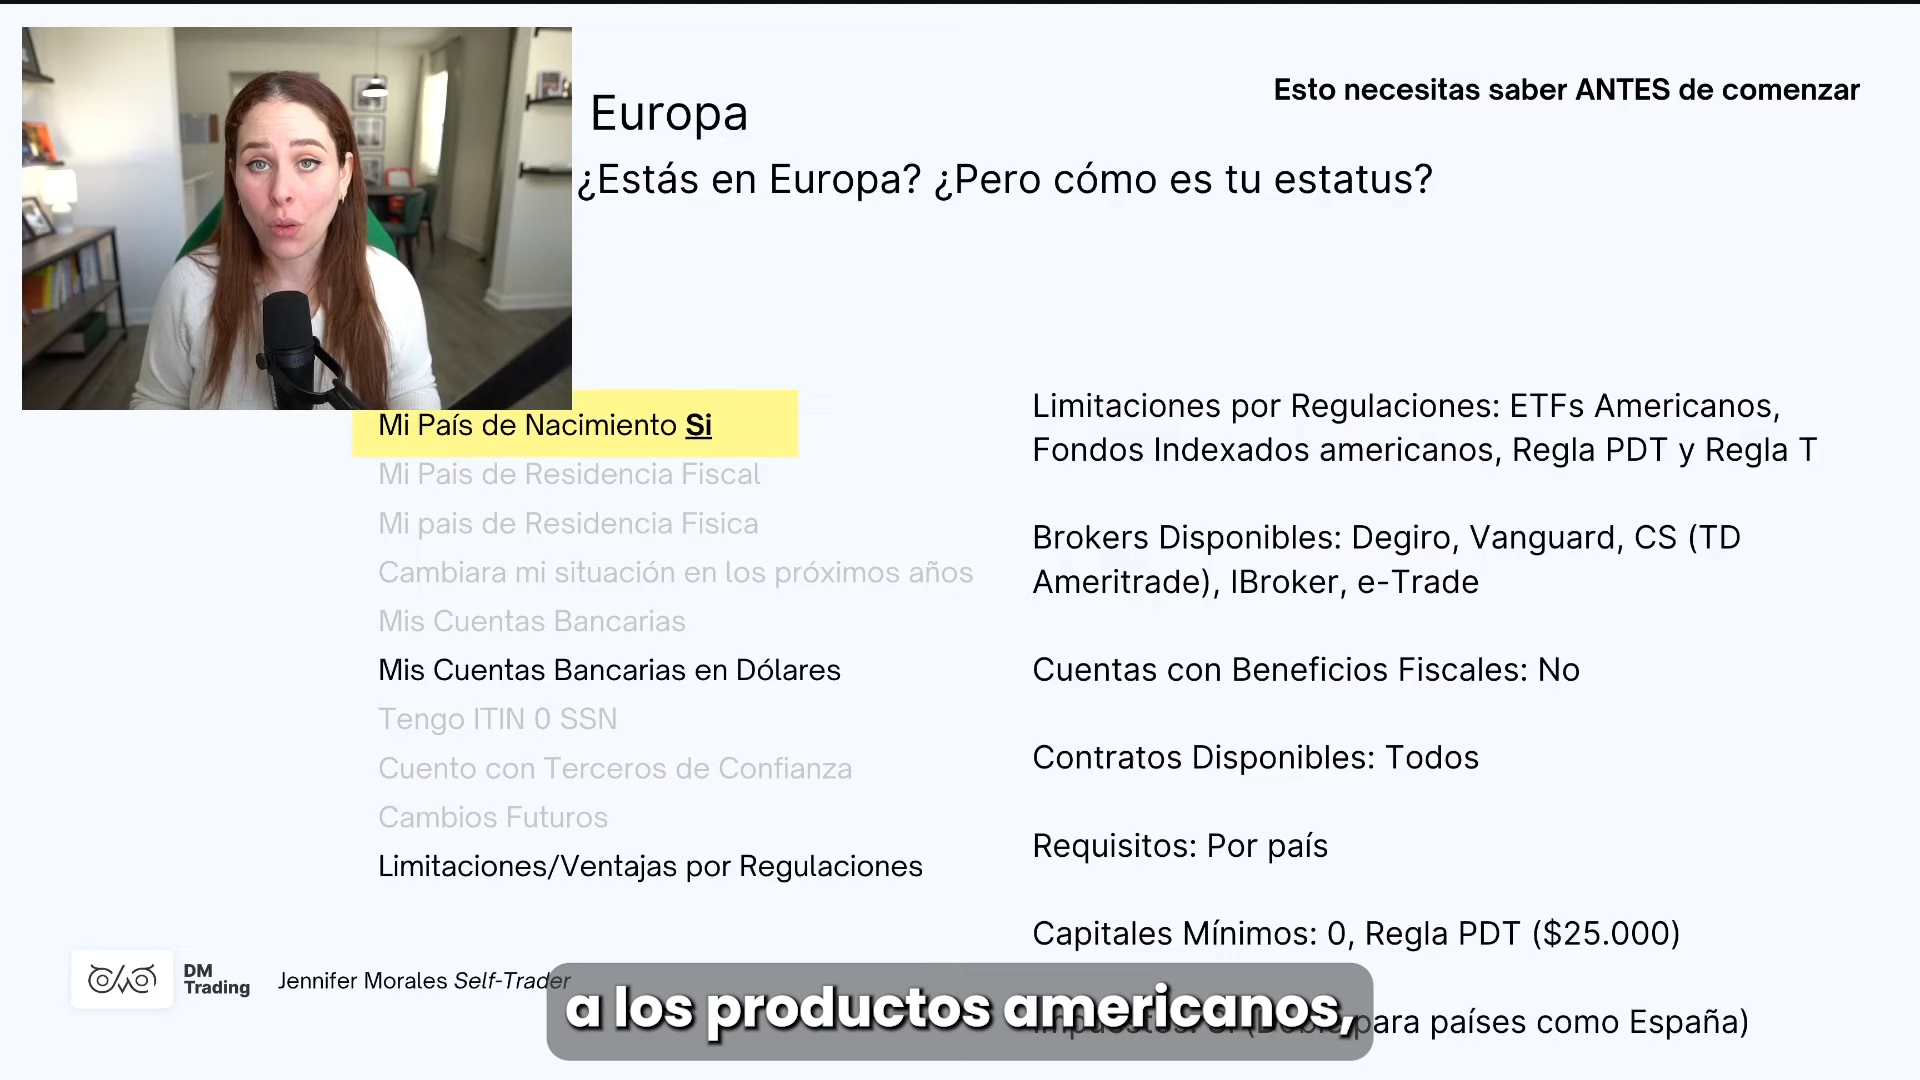 Esto necesitas saber ANTES de comenzar
Europa
¿Estás en Europa? ¿Pero cómo es tu estatus?
Mi País de Nacimiento Si
Mi Pais de Residencia Fiscal
Mi pais de Residencia Fisica
Cambiara mi situación en los próximos años
Mis Cuentas Bancarias
Mis Cuentas Bancarias en Dólares
Tengo ITIN 0 SSN
Cuento con Terceros de Confianza
Cambios Futuros
Limitaciones/Ventajas por Regulaciones
Limitaciones por Regulaciones: ETFs Americanos,
Fondos Indexados americanos, Regla PDT y Regla T
Brokers Disponibles: Degiro, Vanguard, CS (TD
Ameritrade), IBroker, e-Trade
Cuentas con Beneficios Fiscales: No
Contratos Disponibles: Todos
Requisitos: Por país
Capitales Mínimos: 0, Regla PDT ($25.000)
para países como España)
DM
Trading
Jennifer Morales Self-Trader
a los productos americanos,